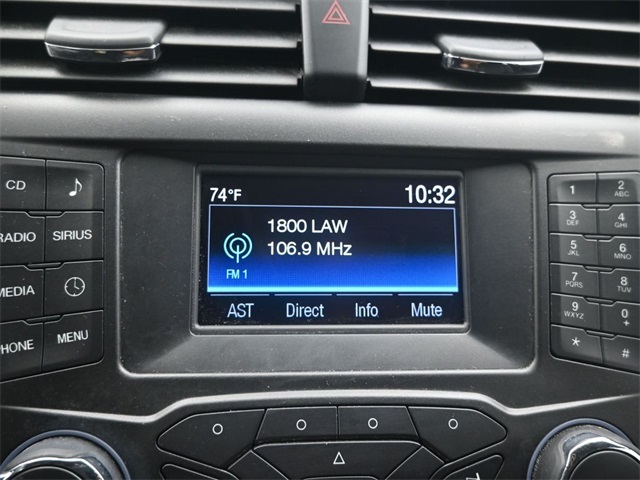 CD
RADIO
SIRIUS
MEDIA
PHONE
MENU
74°F
10:32
1800 LAW
106.9 MHz
FM 1
AST Direct Info Mute
1
2 ABC
3 DEF
4 GHI
5 JKL
6 MNO
7 PQRS
8 TUV
9 WXYZ
0 +
*
#